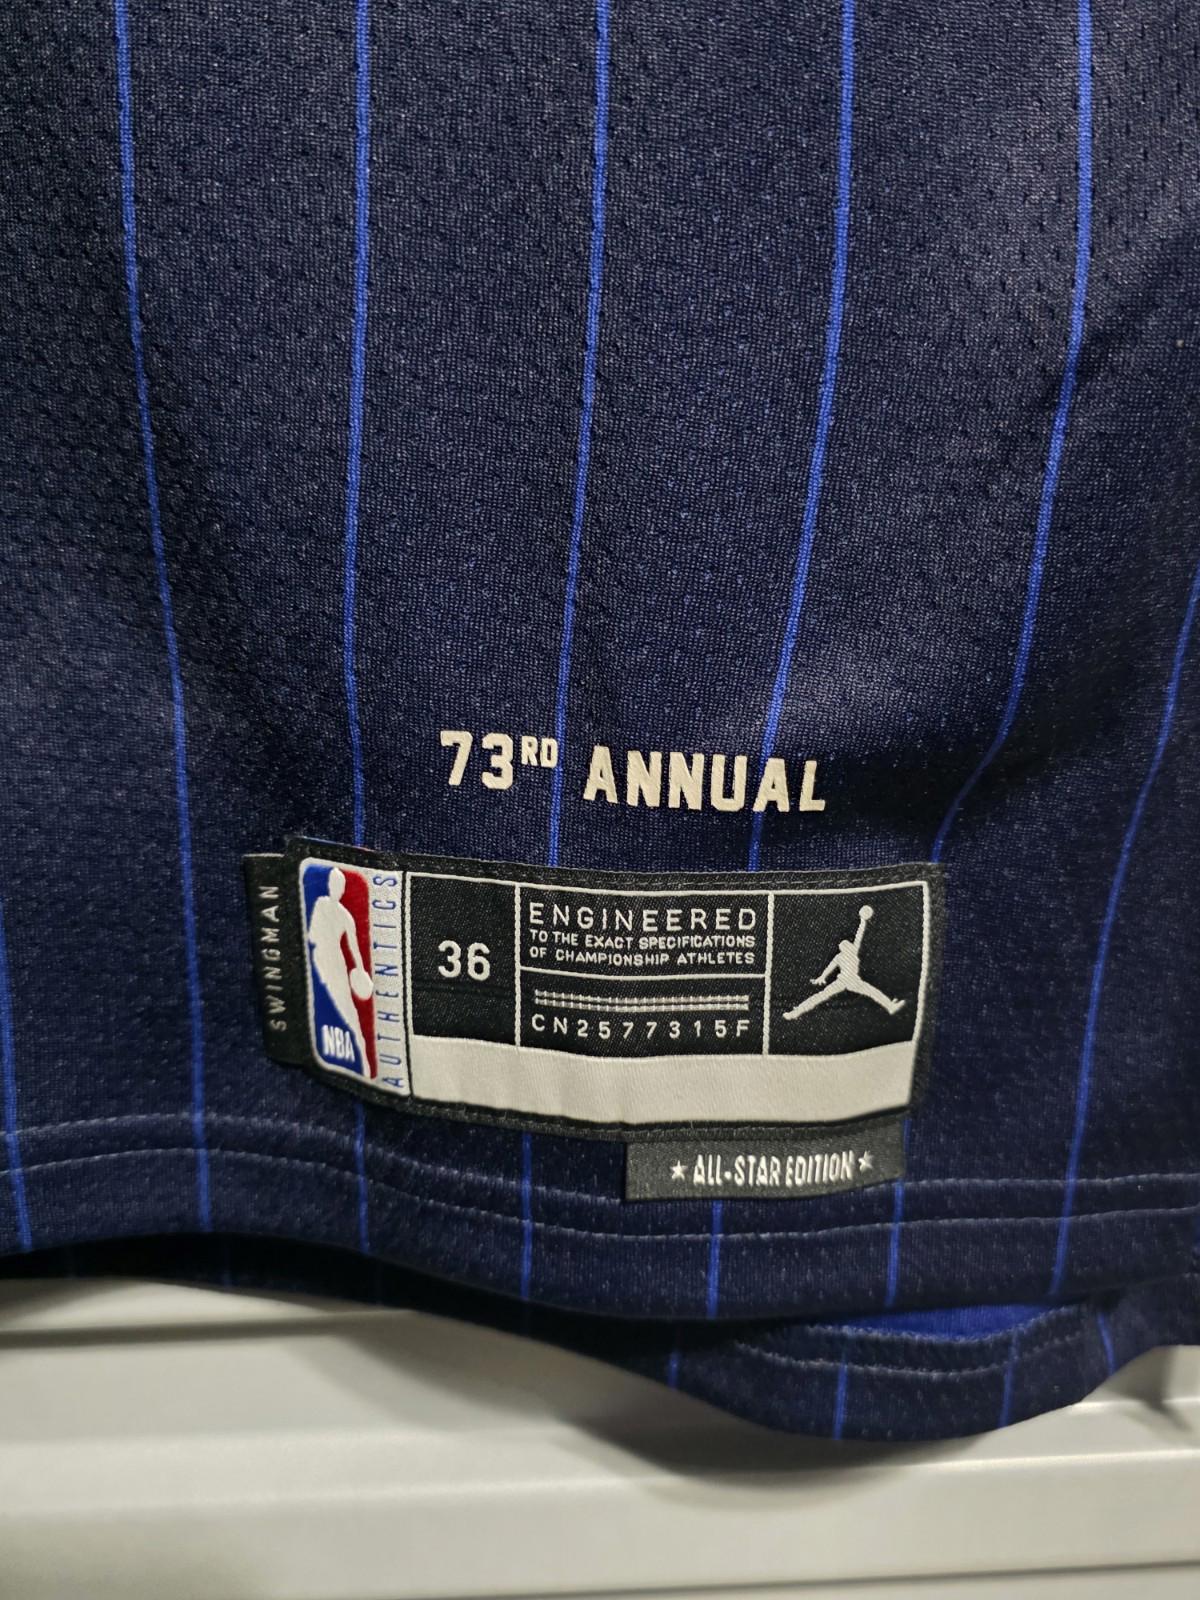 73RD ANNUAL
SWINGMAN
NBA
AUTHENTICS
36
ENGINEERED
TO THE EXACT SPECIFICATIONS
OF CHAMPIONSHIP ATHLETES
CN2577315F
★ ALL-STAR EDITION ★